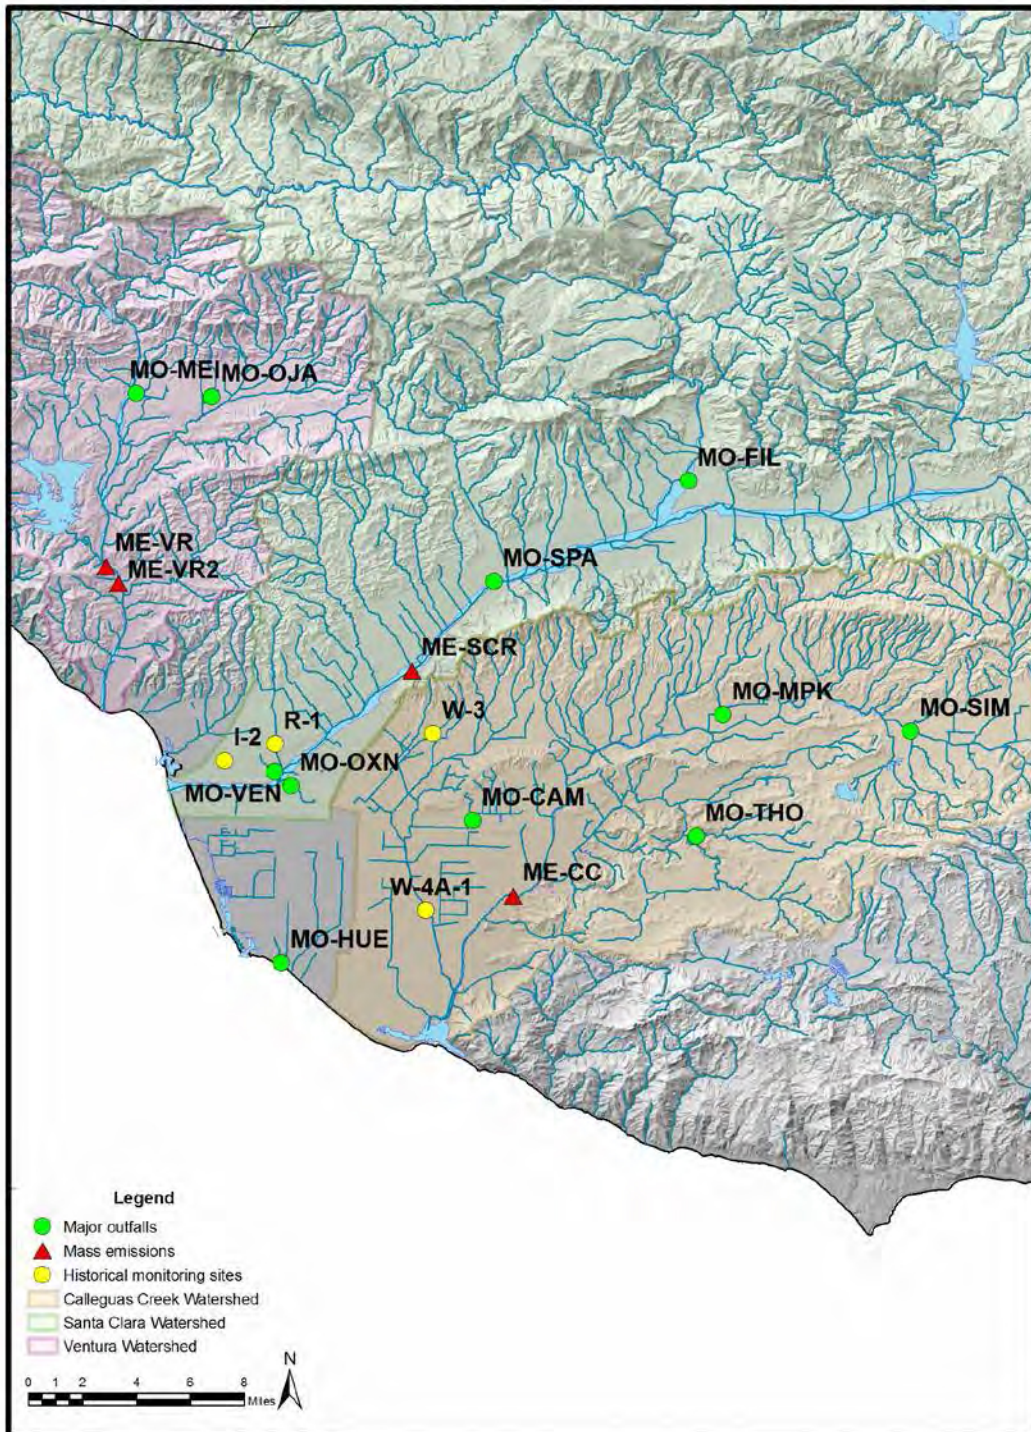 MO-MEI
MO-OJA
MO-FIL
ME-VR
ME-VR2
MO-SPA
ME-SCR
W-3
MO-MPK
MO-SIM
R-1
I-2
MO-OXN
MO-VEN
MO-CAM
MO-THO
ME-CC
W-4A-1
MO-HUE
Legend
Major outfalls
Mass emissions
Historical monitoring sites
Calleguas Creek Watershed
Santa Clara Watershed
Ventura Watershed
N
0 1 2 4 6 8
Miles